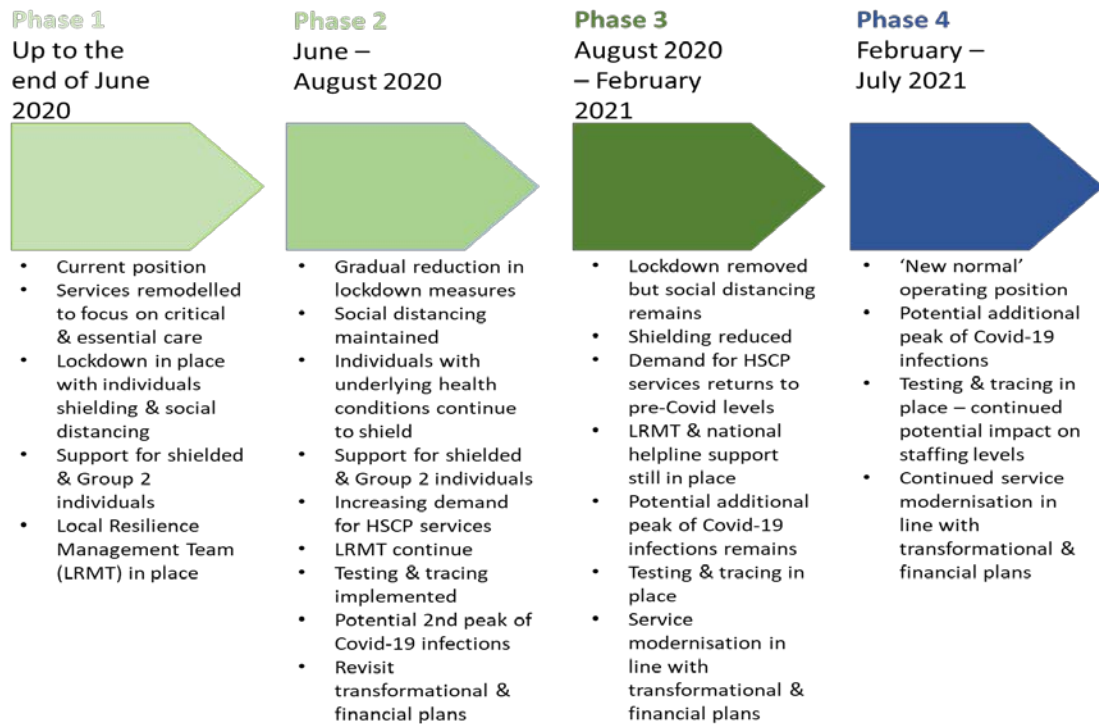 Phase 1
Up to the
end of June
2020
• Current position
• Services remodelled
to focus on critical
& essential care
• Lockdown in place
with individuals
shielding & social
distancing
• Support for shielded
& Group 2
individuals
• Local Resilience
Management Team
(LRMT) in place
Phase 2
June –
August 2020
• Gradual reduction in
lockdown measures
• Social distancing
maintained
• Individuals with
underlying health
conditions continue
to shield
• Support for shielded
& Group 2 individuals
• Increasing demand
for HSCP services
• LRMT continue
• Testing & tracing
implemented
• Potential 2nd peak of
Covid-19 infections
• Revisit
transformational &
financial plans
Phase 3
August 2020
– February
2021
• Lockdown removed
but social distancing
remains
• Shielding reduced
• Demand for HSCP
services returns to
pre-Covid levels
• LRMT & national
helpline support
still in place
• Potential additional
peak of Covid-19
infections remains
• Testing & tracing in
place
• Service
modernisation in
line with
transformational &
financial plans
Phase 4
February –
July 2021
• ‘New normal’
operating position
• Potential additional
peak of Covid-19
infections
• Testing & tracing in
place – continued
potential impact on
staffing levels
• Continued service
modernisation in
line with
transformational &
financial plans